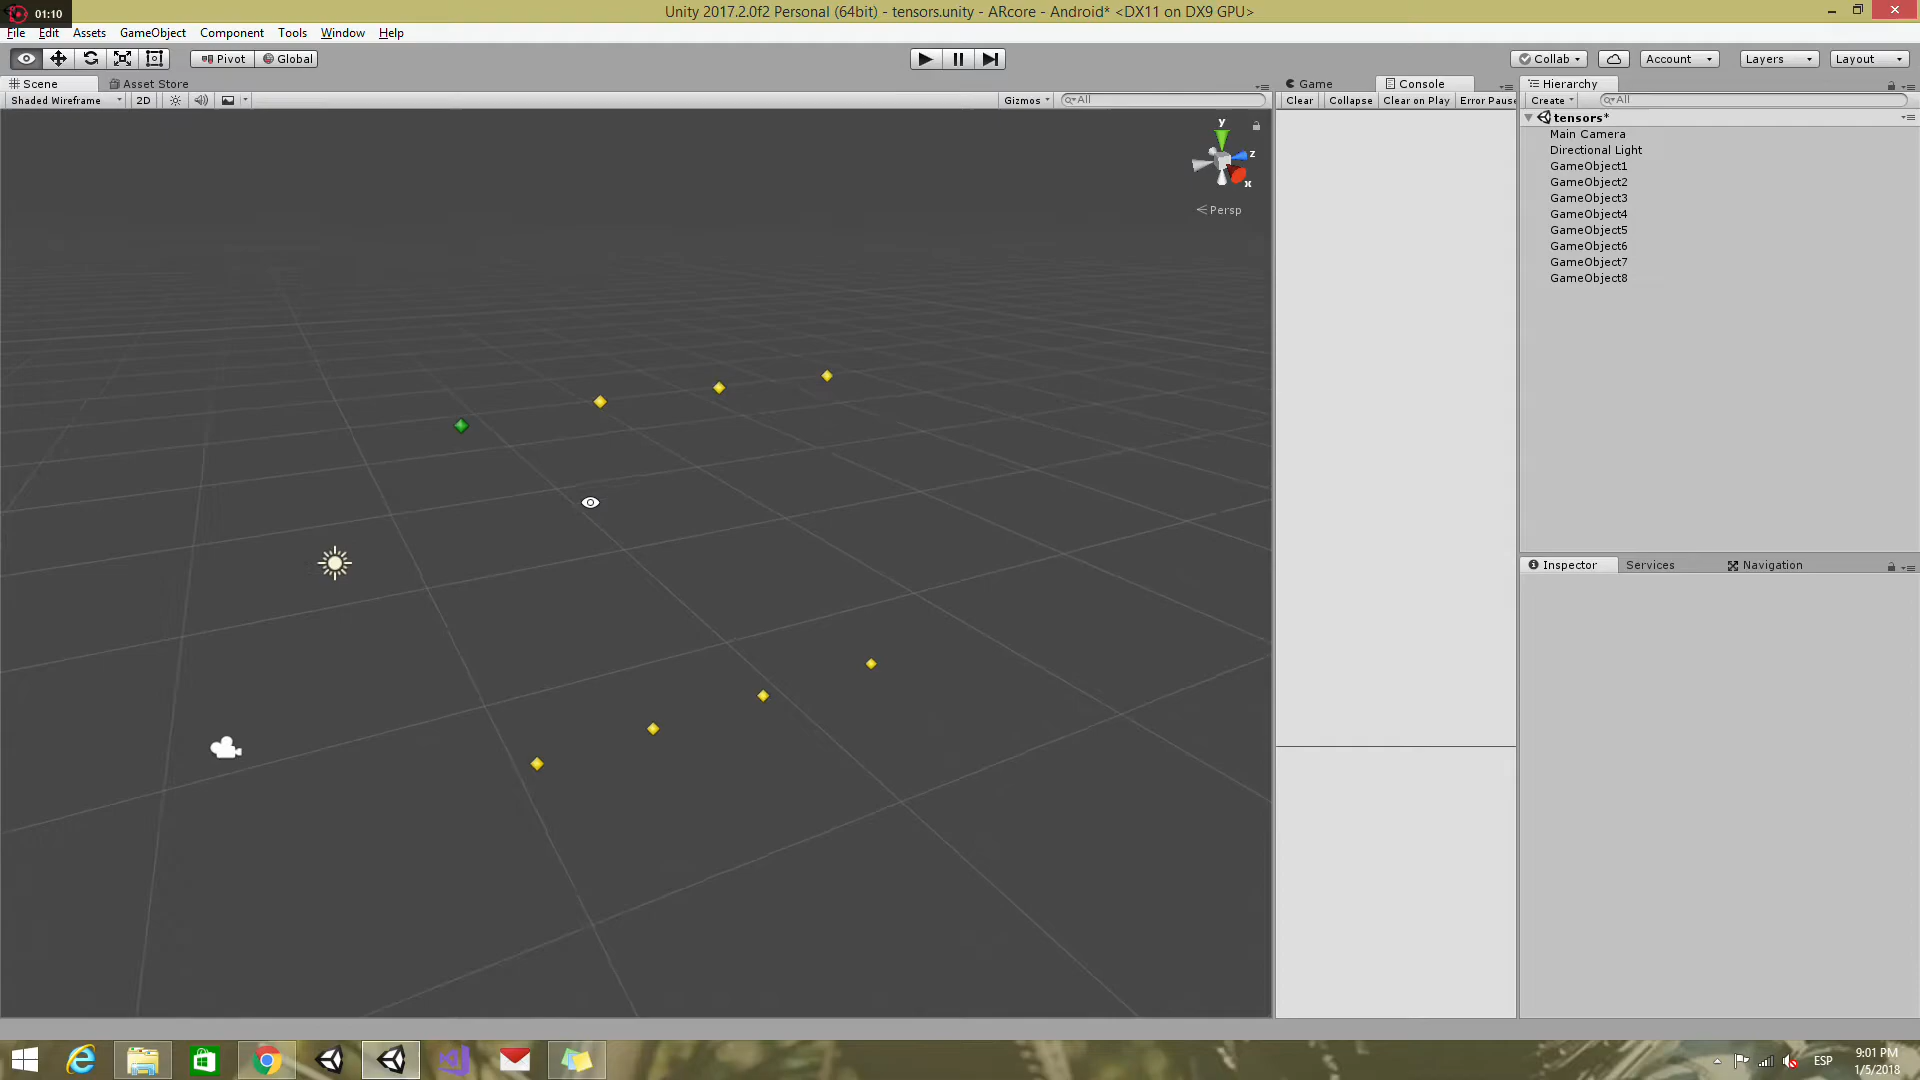 01:10
Unity 2017.2.0f2 Personal (64bit) - tensors.unity - ARcore - Android* <DX11 on DX9 GPU>
File Edit Assets GameObject Component Tools Window Help
Pivot Global
Collab Account Layers Layout
Scene Asset Store
Game Console
Hierarchy
Shaded Wireframe 2D Gizmos All
Clear Collapse Clear on Play Error Pause
Create All
tensors*
Main Camera
Directional Light
GameObject1
GameObject2
GameObject3
GameObject4
GameObject5
GameObject6
GameObject7
GameObject8
y
z
x
Persp
Inspector Services Navigation
ESP
9:01 PM
1/5/2018